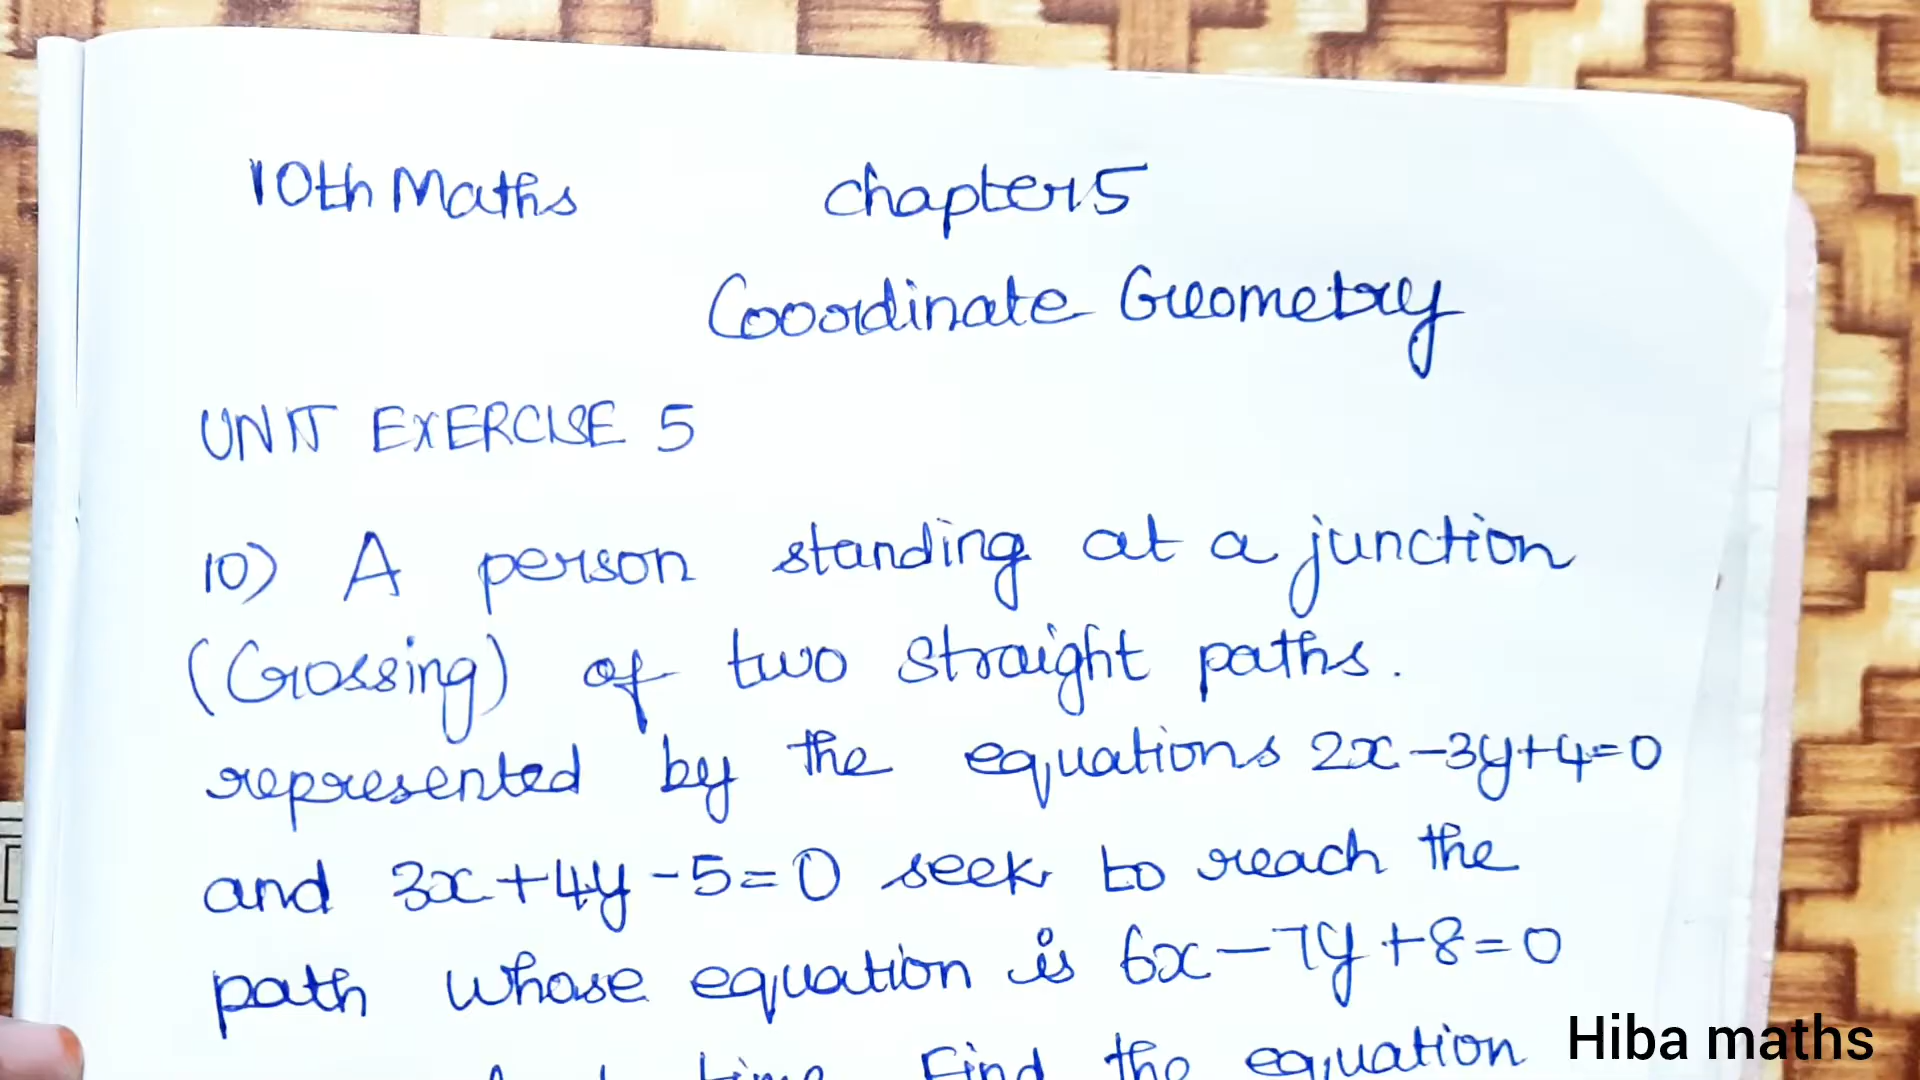 10th Maths chapter 5
Coordinate Geometry
UNIT EXERCISE 5
10) A person standing at a junction
(Crossing) of two straight paths.
represented by the equations 2x-3y+4=0
and 3x+4y-5=0 seek to reach the
path whose equation is 6x-7y+8=0
time. Find the equation
Hiba maths